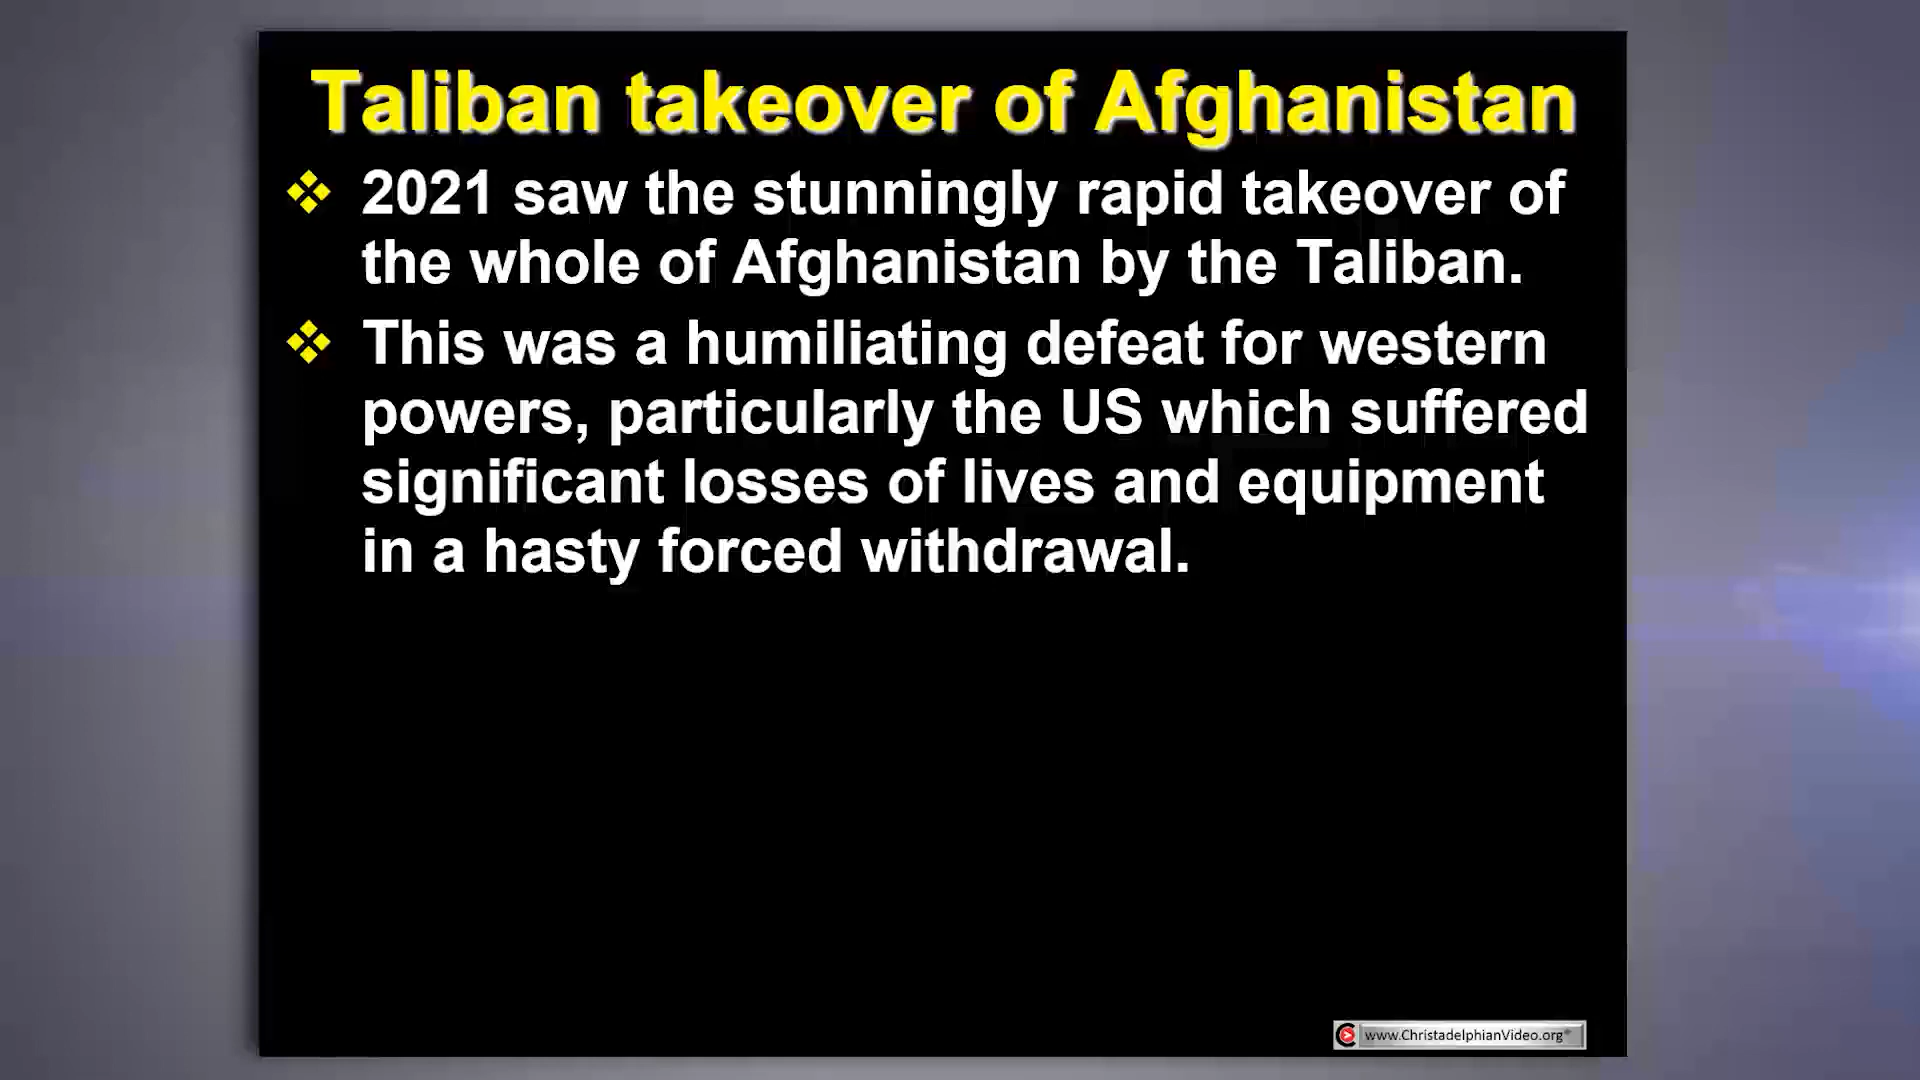 Taliban takeover of Afghanistan
❖ 2021 saw the stunningly rapid takeover of
the whole of Afghanistan by the Taliban.
❖ This was a humiliating defeat for western
powers, particularly the US which suffered
significant losses of lives and equipment
in a hasty forced withdrawal.
www.ChristadelphianVideo.org